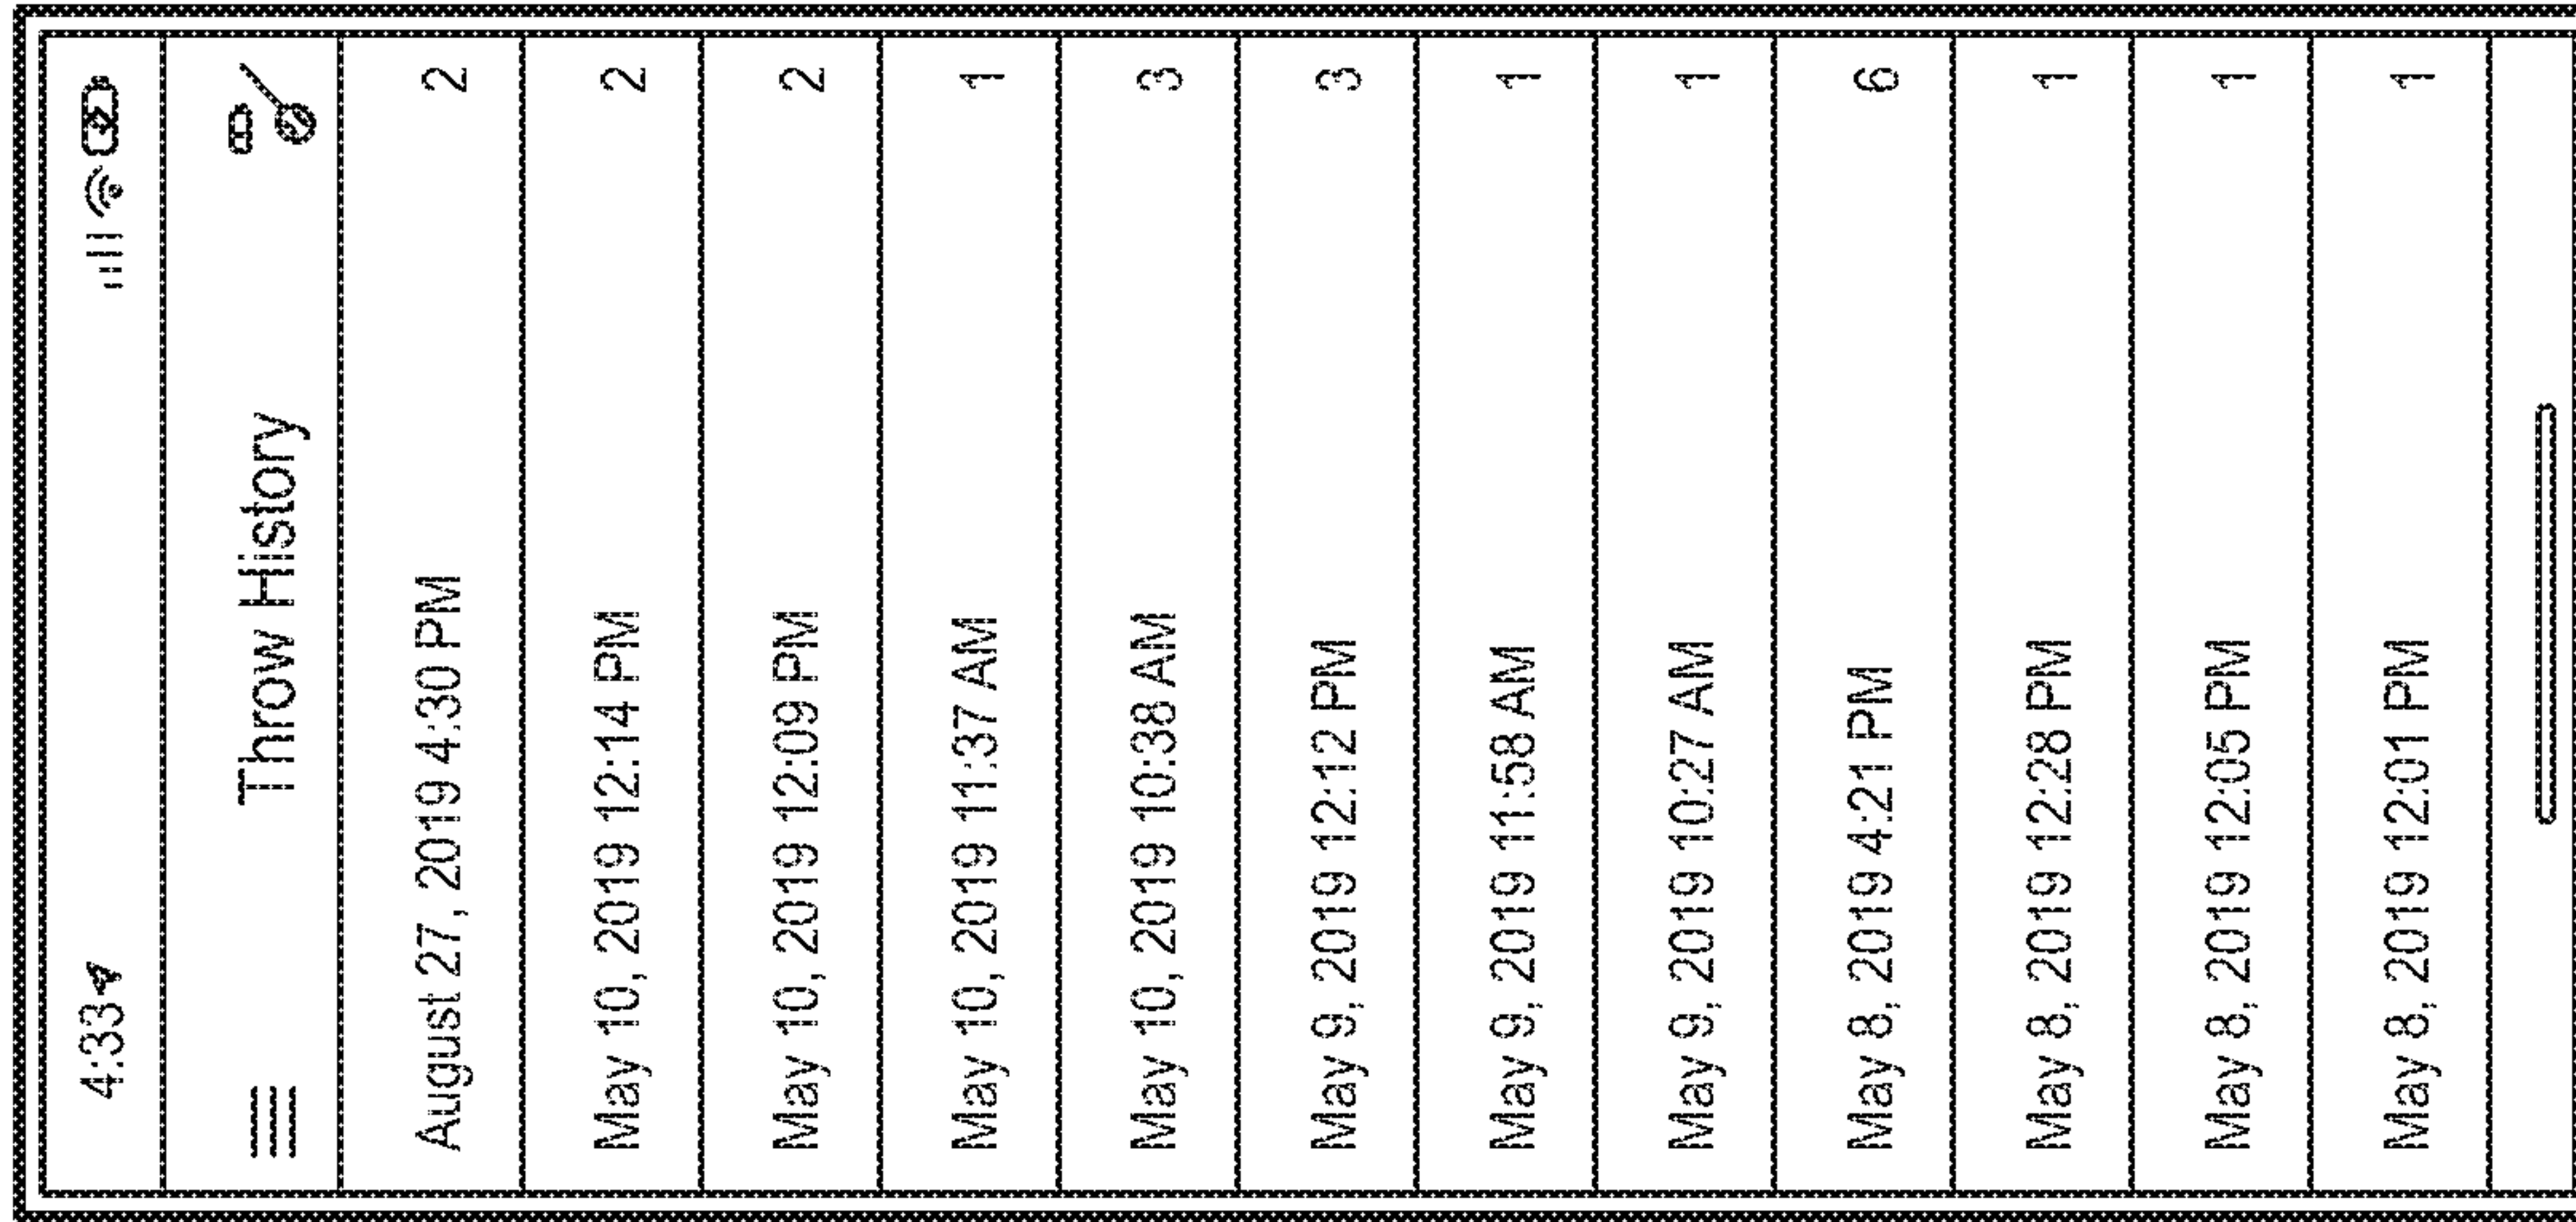 4:33
Throw History
August 27, 2019 4:30 PM 2
May 10, 2019 12:14 PM 2
May 10, 2019 12:09 PM 2
May 10, 2019 11:37 AM 1
May 10, 2019 10:38 AM 3
May 9, 2019 12:12 PM 3
May 9, 2019 11:58 AM 1
May 9, 2019 10:27 AM 1
May 8, 2019 4:21 PM 6
May 8, 2019 12:28 PM 1
May 8, 2019 12:05 PM 1
May 8, 2019 12:01 PM 1